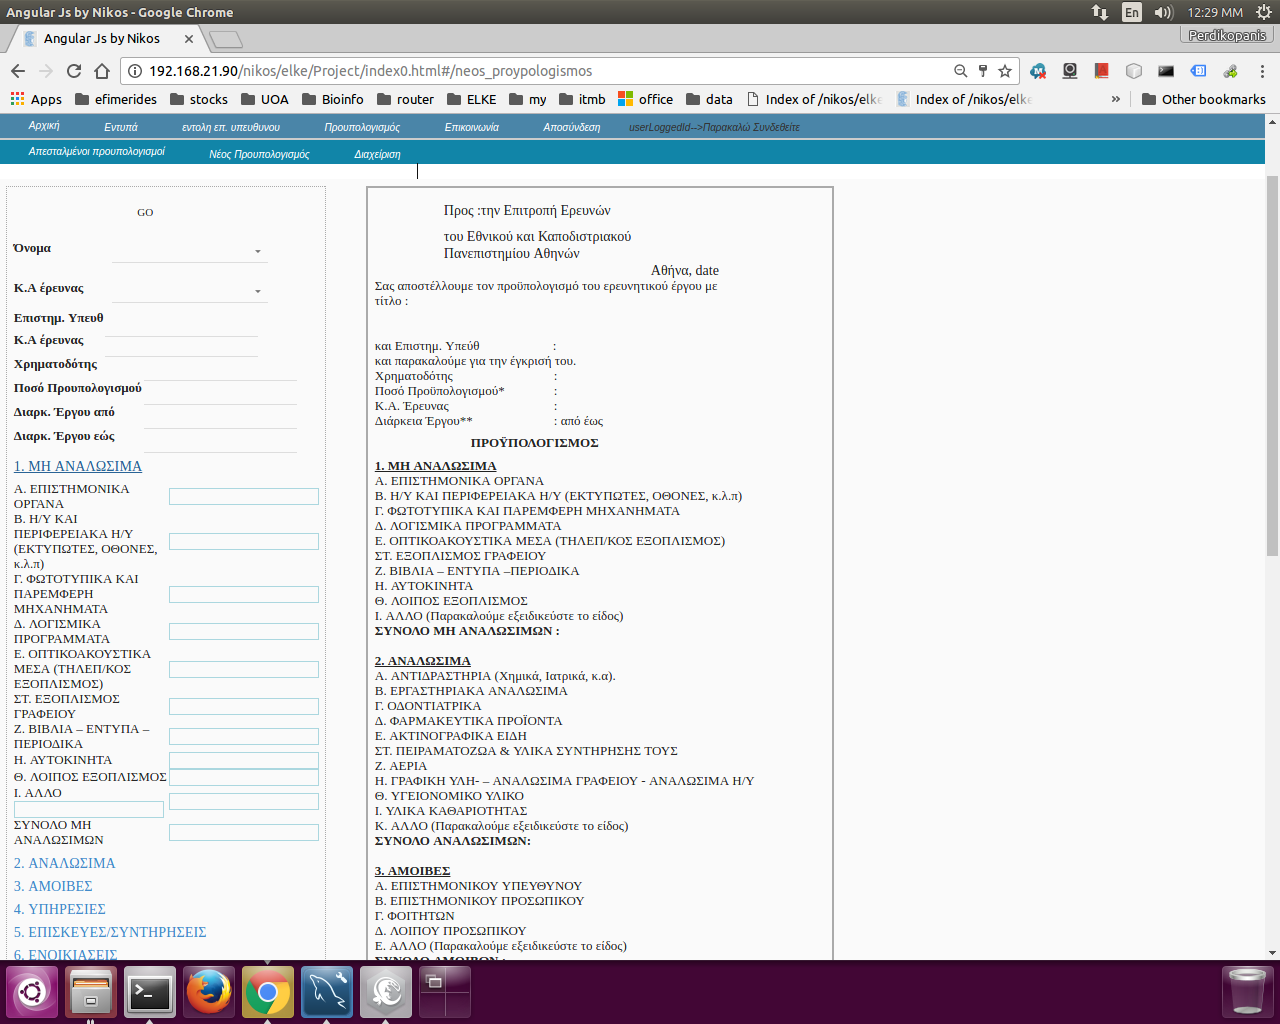 Angular Js by Nikos - Google Chrome
En
12:29 MM
Angular Js by Nikos
Perdikopanis
192.168.21.90/nikos/elke/Project/index0.html#/neos_proypologismos
Apps
efimerides
stocks
UOA
Bioinfo
router
ELKE
my
itmb
office
data
Index of /nikos/elke
Index of /nikos/elke
»
Other bookmarks
Αρχική
Εντυπά
εντολη επ. υπευθυνου
Προυπολογισμός
Επικοινωνία
Αποσύνδεση
userLoggedId-->Παρακαλώ Συνδεθείτε
Απεσταλμένοι προυπολογισμοί
Νέος Προυπολογισμός
Διαχείριση
GO
Όνομα
Κ.Α έρευνας
Επιστημ. Υπευθ
Κ.Α έρευνας
Χρηματοδότης
Ποσό Προυπολογισμού
Διαρκ. Έργου από
Διαρκ. Έργου εώς
1. ΜΗ ΑΝΑΛΩΣΙΜΑ
Α. ΕΠΙΣΤΗΜΟΝΙΚΑ
ΟΡΓΑΝΑ
Β. Η/Υ ΚΑΙ
ΠΕΡΙΦΕΡΕΙΑΚΑ Η/Υ
(ΕΚΤΥΠΩΤΕΣ, ΟΘΟΝΕΣ,
κ.λ.π)
Γ. ΦΩΤΟΤΥΠΙΚΑ ΚΑΙ
ΠΑΡΕΜΦΕΡΗ
ΜΗΧΑΝΗΜΑΤΑ
Δ. ΛΟΓΙΣΜΙΚΑ
ΠΡΟΓΡΑΜΜΑΤΑ
Ε. ΟΠΤΙΚΟΑΚΟΥΣΤΙΚΑ
ΜΕΣΑ (ΤΗΛΕΠ/ΚΟΣ
ΕΞΟΠΛΙΣΜΟΣ)
ΣΤ. ΕΞΟΠΛΙΣΜΟΣ
ΓΡΑΦΕΙΟΥ
Ζ. ΒΙΒΛΙΑ – ΕΝΤΥΠΑ –
ΠΕΡΙΟΔΙΚΑ
Η. ΑΥΤΟΚΙΝΗΤΑ
Θ. ΛΟΙΠΟΣ ΕΞΟΠΛΙΣΜΟΣ
Ι. ΑΛΛΟ
ΣΥΝΟΛΟ ΜΗ
ΑΝΑΛΩΣΙΜΩΝ
2. ΑΝΑΛΩΣΙΜΑ
3. ΑΜΟΙΒΕΣ
4. ΥΠΗΡΕΣΙΕΣ
5. ΕΠΙΣΚΕΥΕΣ/ΣΥΝΤΗΡΗΣΕΙΣ
6. ΕΝΟΙΚΙΑΣΕΙΣ
Προς :την Επιτροπή Ερευνών
του Εθνικού και Καποδιστριακού
Πανεπιστημίου Αθηνών
Αθήνα, date
Σας αποστέλλουμε τον προϋπολογισμό του ερευνητικού έργου με
τίτλο :
και Επιστημ. Υπεύθ :
και παρακαλούμε για την έγκρισή του.
Χρηματοδότης :
Ποσό Προϋπολογισμού* :
Κ.Α. Έρευνας :
Διάρκεια Έργου** : από έως
ΠΡΟΫΠΟΛΟΓΙΣΜΟΣ
1. ΜΗ ΑΝΑΛΩΣΙΜΑ
Α. ΕΠΙΣΤΗΜΟΝΙΚΑ ΟΡΓΑΝΑ
Β. Η/Υ ΚΑΙ ΠΕΡΙΦΕΡΕΙΑΚΑ Η/Υ (ΕΚΤΥΠΩΤΕΣ, ΟΘΟΝΕΣ, κ.λ.π)
Γ. ΦΩΤΟΤΥΠΙΚΑ ΚΑΙ ΠΑΡΕΜΦΕΡΗ ΜΗΧΑΝΗΜΑΤΑ
Δ. ΛΟΓΙΣΜΙΚΑ ΠΡΟΓΡΑΜΜΑΤΑ
Ε. ΟΠΤΙΚΟΑΚΟΥΣΤΙΚΑ ΜΕΣΑ (ΤΗΛΕΠ/ΚΟΣ ΕΞΟΠΛΙΣΜΟΣ)
ΣΤ. ΕΞΟΠΛΙΣΜΟΣ ΓΡΑΦΕΙΟΥ
Ζ. ΒΙΒΛΙΑ – ΕΝΤΥΠΑ –ΠΕΡΙΟΔΙΚΑ
Η. ΑΥΤΟΚΙΝΗΤΑ
Θ. ΛΟΙΠΟΣ ΕΞΟΠΛΙΣΜΟΣ
Ι. ΑΛΛΟ (Παρακαλούμε εξειδικεύστε το είδος)
ΣΥΝΟΛΟ ΜΗ ΑΝΑΛΩΣΙΜΩΝ :
2. ΑΝΑΛΩΣΙΜΑ
Α. ΑΝΤΙΔΡΑΣΤΗΡΙΑ (Χημικά, Ιατρικά, κ.α).
Β. ΕΡΓΑΣΤΗΡΙΑΚΑ ΑΝΑΛΩΣΙΜΑ
Γ. ΟΔΟΝΤΙΑΤΡΙΚΑ
Δ. ΦΑΡΜΑΚΕΥΤΙΚΑ ΠΡΟΪΟΝΤΑ
Ε. ΑΚΤΙΝΟΓΡΑΦΙΚΑ ΕΙΔΗ
ΣΤ. ΠΕΙΡΑΜΑΤΟΖΩΑ & ΥΛΙΚΑ ΣΥΝΤΗΡΗΣΗΣ ΤΟΥΣ
Ζ. ΑΕΡΙΑ
Η. ΓΡΑΦΙΚΗ ΥΛΗ- – ΑΝΑΛΩΣΙΜΑ ΓΡΑΦΕΙΟΥ - ΑΝΑΛΩΣΙΜΑ Η/Υ
Θ. ΥΓΕΙΟΝΟΜΙΚΟ ΥΛΙΚΟ
Ι. ΥΛΙΚΑ ΚΑΘΑΡΙΟΤΗΤΑΣ
Κ. ΑΛΛΟ (Παρακαλούμε εξειδικεύστε το είδος)
ΣΥΝΟΛΟ ΑΝΑΛΩΣΙΜΩΝ:
3. ΑΜΟΙΒΕΣ
Α. ΕΠΙΣΤΗΜΟΝΙΚΟΥ ΥΠΕΥΘΥΝΟΥ
Β. ΕΠΙΣΤΗΜΟΝΙΚΟΥ ΠΡΟΣΩΠΙΚΟΥ
Γ. ΦΟΙΤΗΤΩΝ
Δ. ΛΟΙΠΟΥ ΠΡΟΣΩΠΙΚΟΥ
Ε. ΑΛΛΟ (Παρακαλούμε εξειδικεύστε το είδος)
ΣΥΝΟΛΟ ΑΜΟΙΒΩΝ :